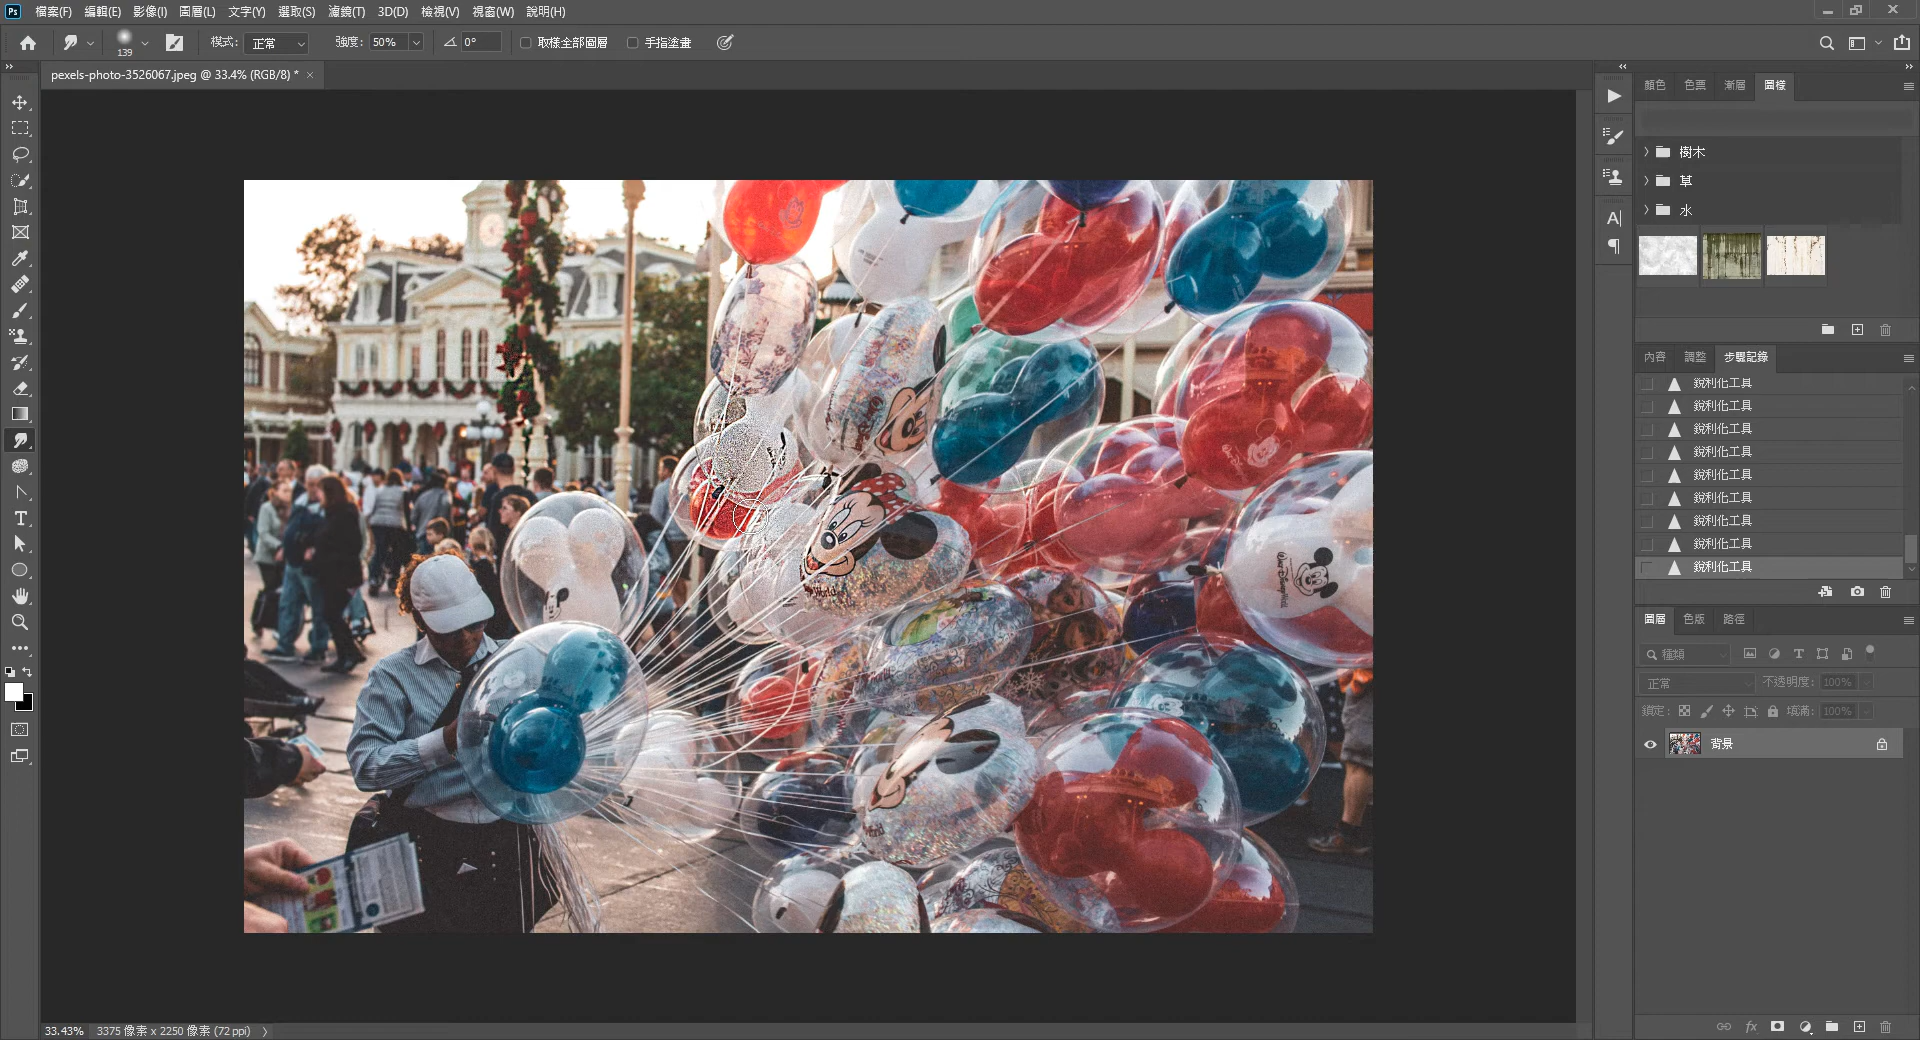 Ps 檔案(F) 編輯(E) 影像(I) 圖層(L) 文字(Y) 選取(S) 濾鏡(T) 3D(D) 檢視(V) 視窗(W) 說明(H)
139 模式: 正常 強度: 50% 0° 取樣全部圖層 手指塗畫
pexels-photo-3526067.jpeg @ 33.4% (RGB/8) * ×
顏色 色票 漸層 圖樣
樹木
草
水
內容 調整 步驟記錄
銳利化工具
銳利化工具
銳利化工具
銳利化工具
銳利化工具
銳利化工具
銳利化工具
銳利化工具
銳利化工具
圖層 色版 路徑
種類
正常 不透明度: 100%
鎖定: 填滿: 100%
背景
fx
Walt Disney World
World
33.43% 3375 像素 x 2250 像素 (72 ppi)